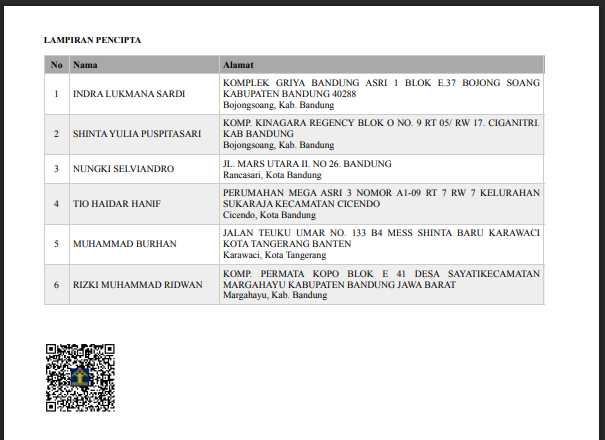 LAMPIRAN PENCIPTA
No Nama Alamat
1 INDRA LUKMANA SARDI KOMPLEK GRIYA BANDUNG ASRI 1 BLOK E.37 BOJONG SOANG
KABUPATEN BANDUNG 40288
Bojongsoang, Kab. Bandung
2 SHINTA YULIA PUSPITASARI KOMP. KINAGARA REGENCY BLOK O NO. 9 RT 05/ RW 17. CIGANITRI.
KAB BANDUNG
Bojongsoang, Kab. Bandung
3 NUNGKI SELVIANDRO JL. MARS UTARA II. NO 26. BANDUNG
Rancasari, Kota Bandung
4 TIO HAIDAR HANIF PERUMAHAN MEGA ASRI 3 NOMOR A1-09 RT 7 RW 7 KELURAHAN
SUKARAJA KECAMATAN CICENDO
Cicendo, Kota Bandung
5 MUHAMMAD BURHAN JALAN TEUKU UMAR NO. 133 B4 MESS SHINTA BARU KARAWACI
KOTA TANGERANG BANTEN
Karawaci, Kota Tangerang
6 RIZKI MUHAMMAD RIDWAN KOMP. PERMATA KOPO BLOK E 41 DESA SAYATIKECAMATAN
MARGAHAYU KABUPATEN BANDUNG JAWA BARAT
Margahayu, Kab. Bandung